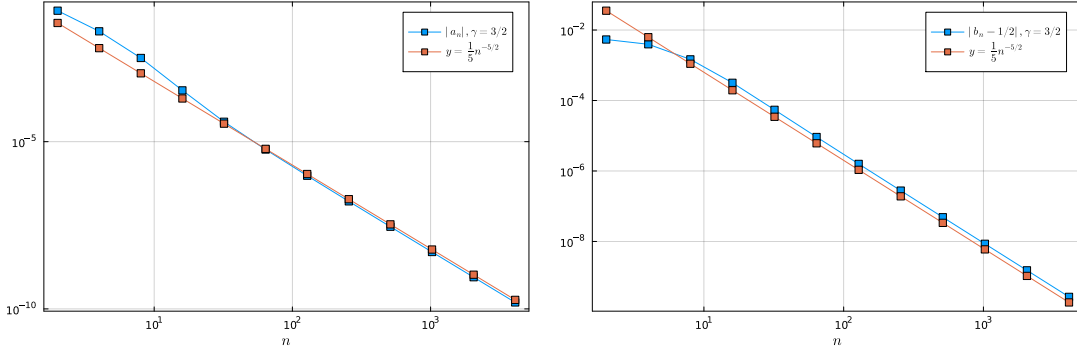 | a_n|, γ = 3/2
y = 1/5 n^{-5/2}
10^{-5}
10^{-10}
10^1
10^2
10^3
n
| b_n − 1/2|, γ = 3/2
y = 1/5 n^{-5/2}
10^{-2}
10^{-4}
10^{-6}
10^{-8}
10^1
10^2
10^3
n